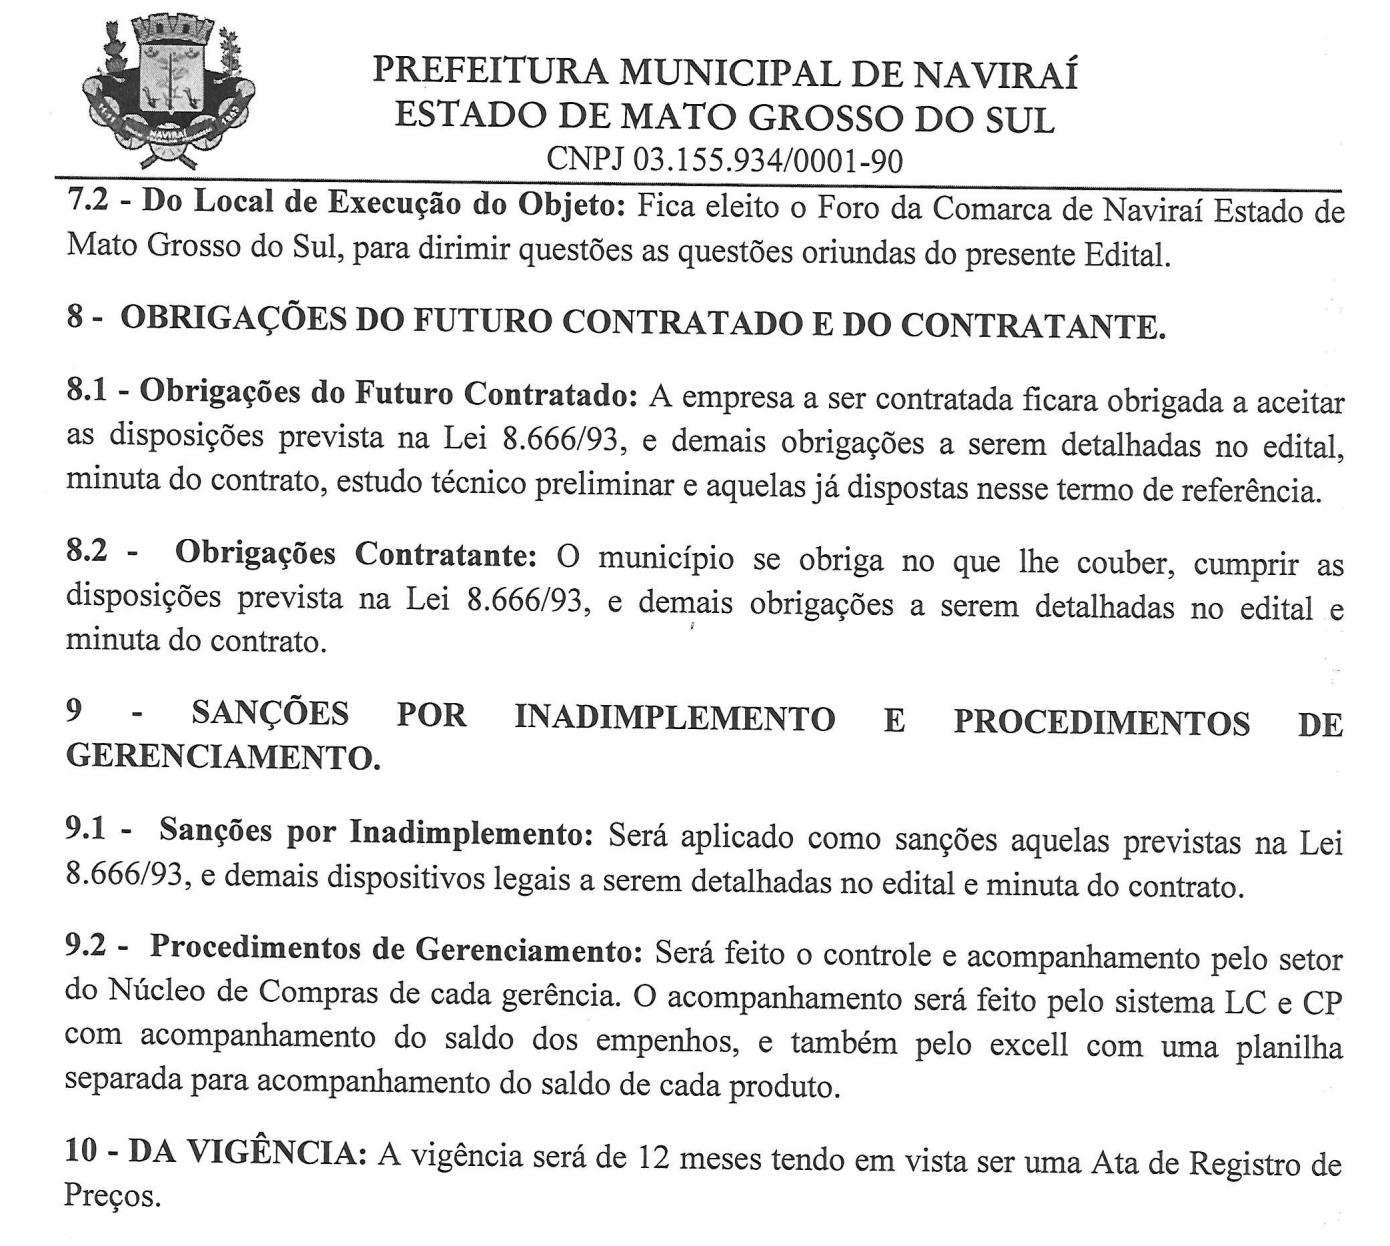 NAVIRAÍ
PREFEITURA MUNICIPAL DE NAVIRAÍ
ESTADO DE MATO GROSSO DO SUL
CNPJ 03.155.934/0001-90
7.2 - Do Local de Execução do Objeto: Fica eleito o Foro da Comarca de Naviraí Estado de
Mato Grosso do Sul, para dirimir questões as questões oriundas do presente Edital.
8 - OBRIGAÇÕES DO FUTURO CONTRATADO E DO CONTRATANTE.
8.1 - Obrigações do Futuro Contratado: A empresa a ser contratada ficara obrigada a aceitar
as disposições prevista na Lei 8.666/93, e demais obrigações a serem detalhadas no edital,
minuta do contrato, estudo técnico preliminar e aquelas já dispostas nesse termo de referência.
8.2 - Obrigações Contratante: O município se obriga no que lhe couber, cumprir as
disposições prevista na Lei 8.666/93, e demais obrigações a serem detalhadas no edital e
minuta do contrato.
9 - SANÇÕES POR INADIMPLEMENTO E PROCEDIMENTOS DE
GERENCIAMENTO.
9.1 - Sanções por Inadimplemento: Será aplicado como sanções aquelas previstas na Lei
8.666/93, e demais dispositivos legais a serem detalhadas no edital e minuta do contrato.
9.2 - Procedimentos de Gerenciamento: Será feito o controle e acompanhamento pelo setor
do Núcleo de Compras de cada gerência. O acompanhamento será feito pelo sistema LC e CP
com acompanhamento do saldo dos empenhos, e também pelo excell com uma planilha
separada para acompanhamento do saldo de cada produto.
10 - DA VIGÊNCIA: A vigência será de 12 meses tendo em vista ser uma Ata de Registro de
Preços.